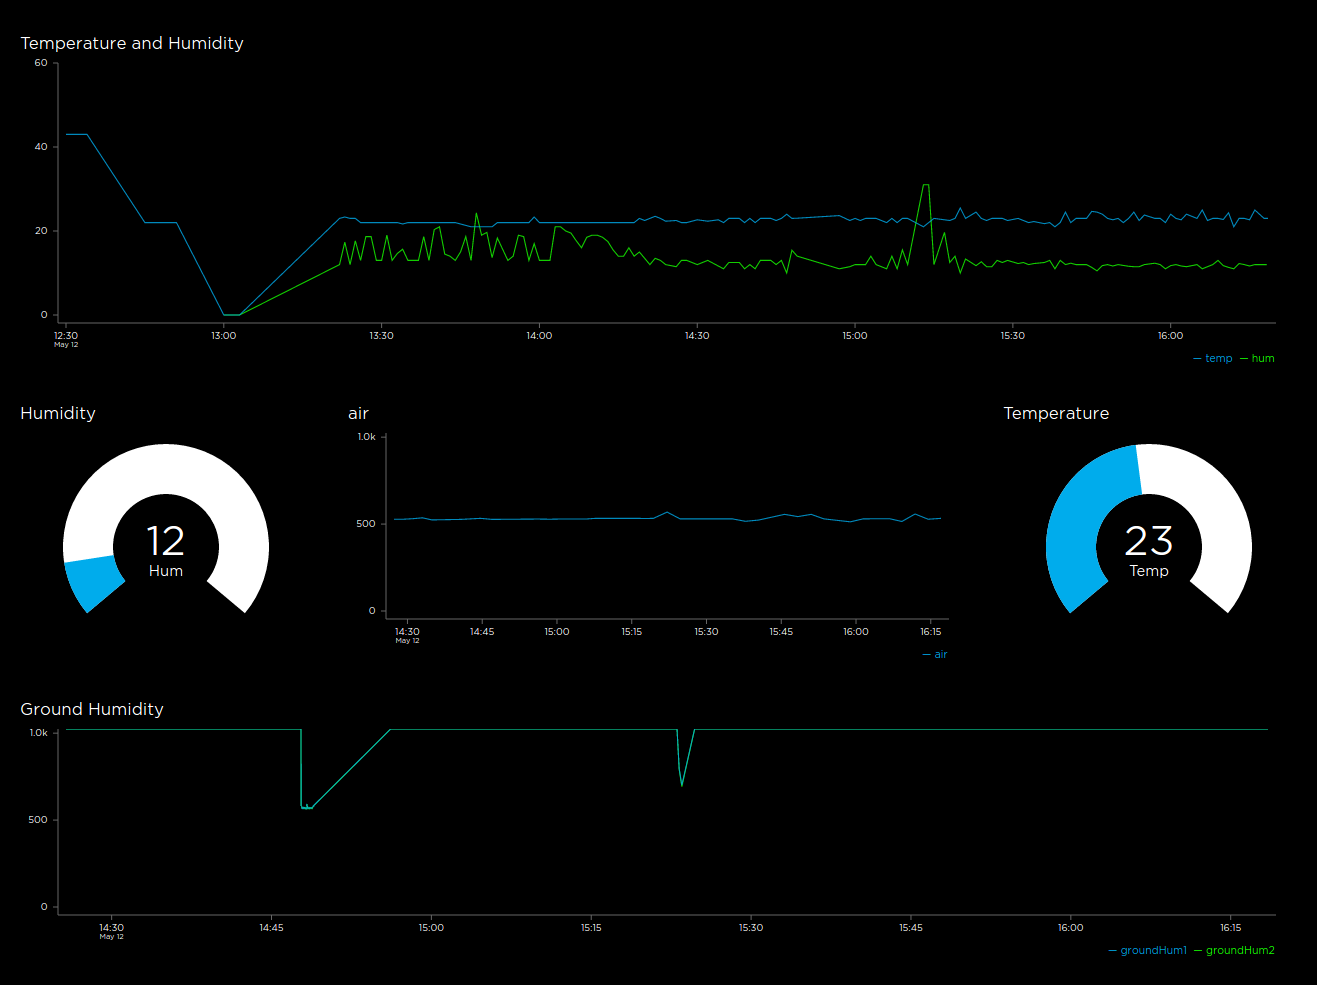 Temperature and Humidity
60
40
20
0
12:30 13:00 13:30 14:00 14:30 15:00 15:30 16:00
May 12
temp hum
Humidity air Temperature
12
Hum
1.0k
500
0
14:30 14:45 15:00 15:15 15:30 15:45 16:00 16:15
May 12
air
23
Temp
Ground Humidity
1.0k
500
0
14:30 14:45 15:00 15:15 15:30 15:45 16:00 16:15
May 12
groundHum1 groundHum2